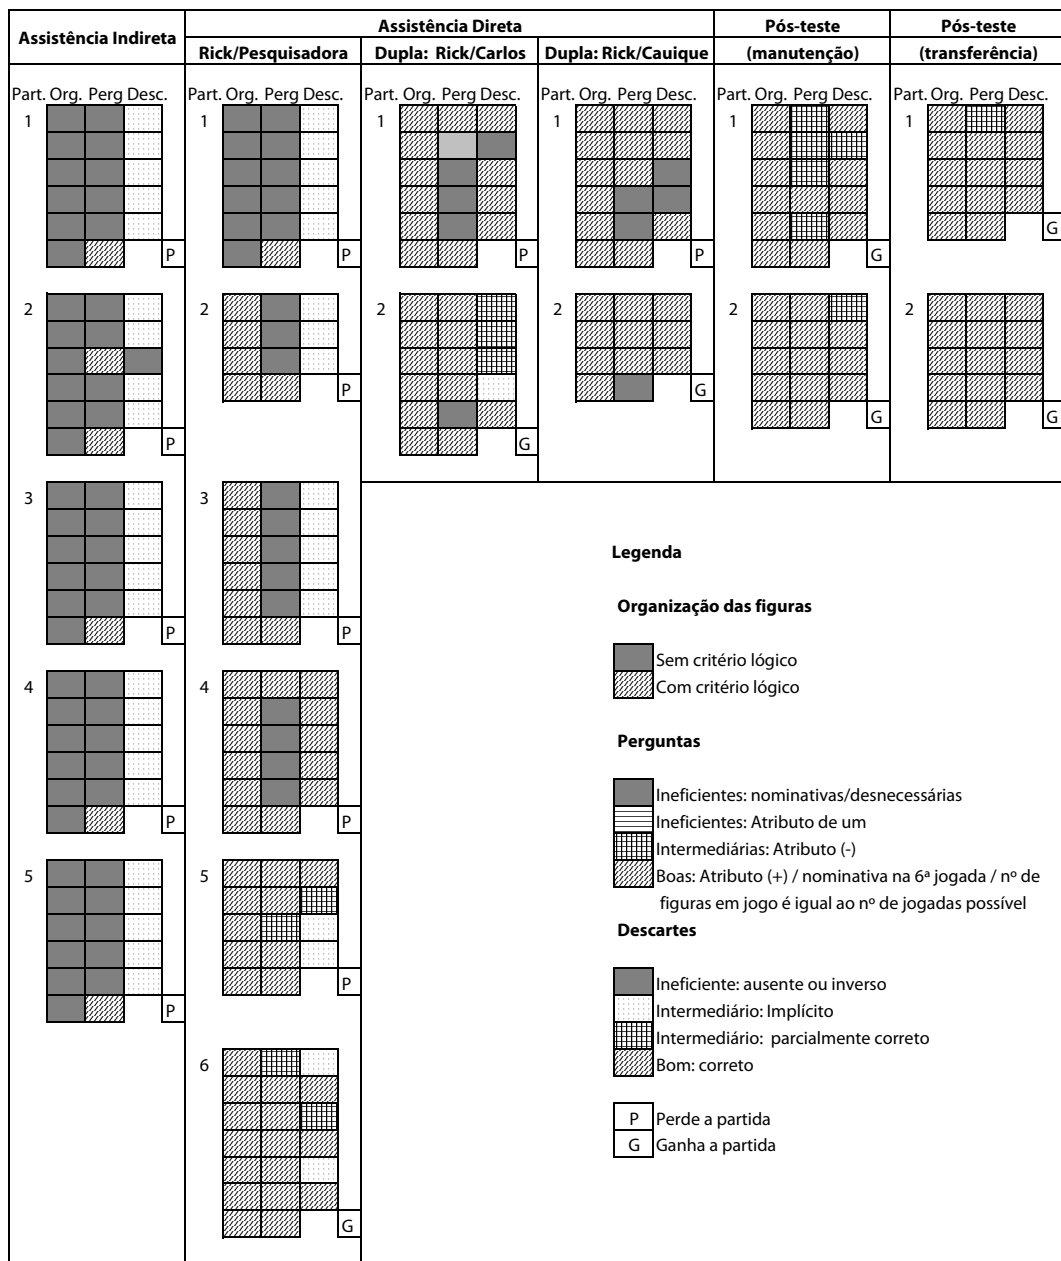 Assistência Indireta
Assistência Direta
Pós-teste
Pós-teste
Rick/Pesquisadora
Dupla: Rick/Carlos
Dupla: Rick/Cauique
(manutenção)
(transferência)
Part. Org. Perg Desc.
Part. Org. Perg Desc.
Part. Org. Perg Desc.
Part. Org. Perg Desc.
Part. Org. Perg Desc.
Part. Org. Perg Desc.
1
1
1
1
1
1
G
P
P
P
P
G
2
2
2
2
2
2
P
G
G
G
P
G
3
3
P
P
4
4
P
P
5
5
P
P
6
G
Legenda
Organização das figuras
Sem critério lógico
Com critério lógico
Perguntas
Ineficientes: nominativas/desnecessárias
Ineficientes: Atributo de um
Intermediárias: Atributo (-)
Boas: Atributo (+) / nominativa na 6ª jogada / nº de
figuras em jogo é igual ao nº de jogadas possível
Descartes
Ineficiente: ausente ou inverso
Intermediário: Implícito
Intermediário: parcialmente correto
Bom: correto
P Perde a partida
G Ganha a partida